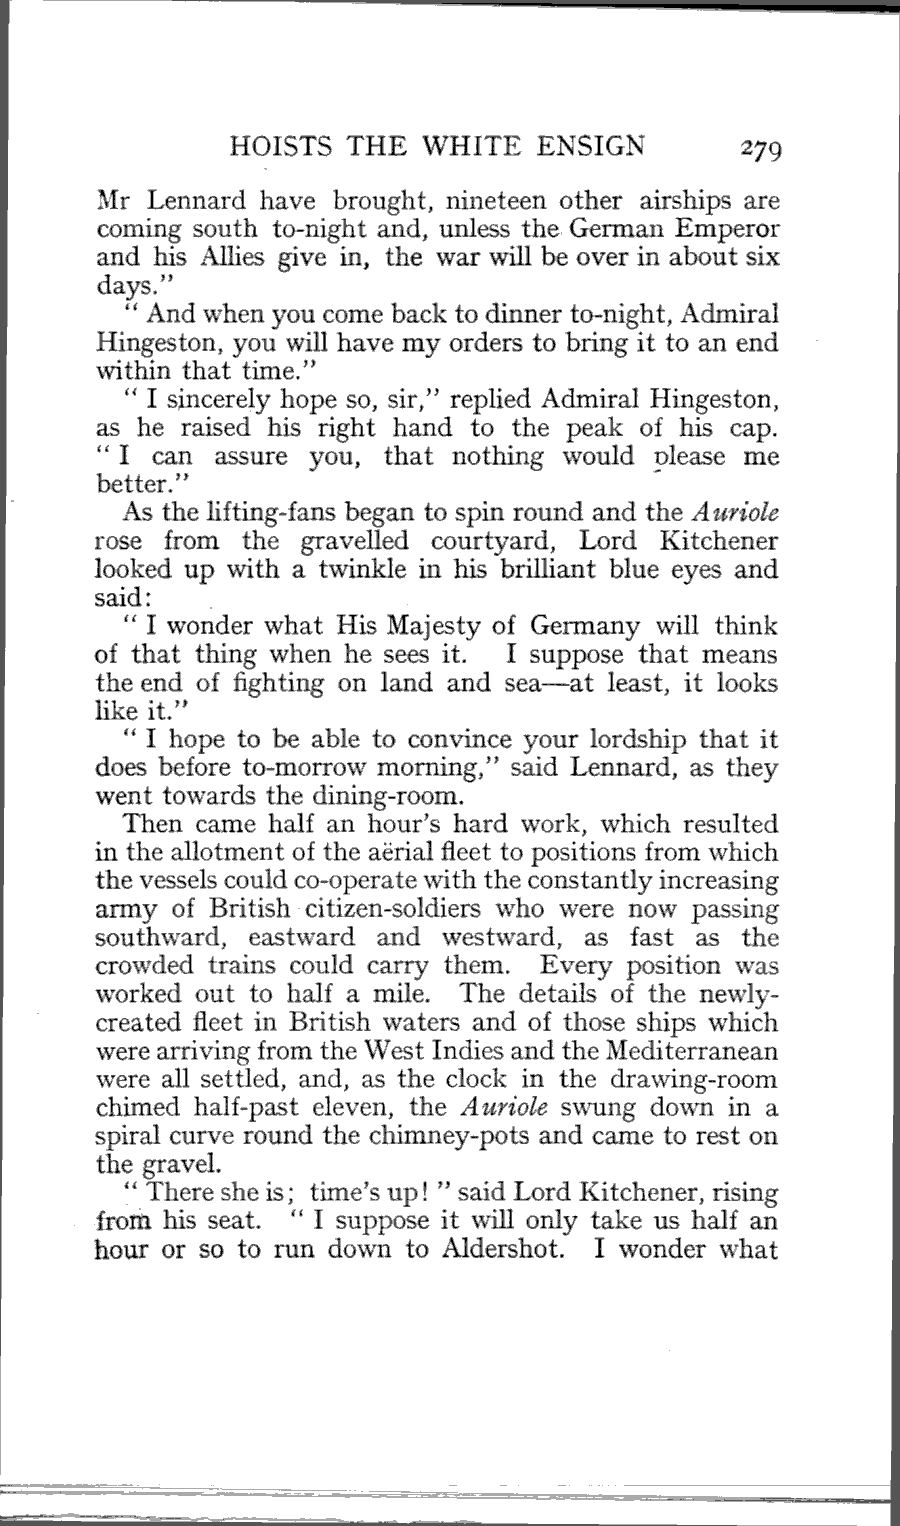 HOISTS THE WHITE ENSIGN 279
Mr Lennard have brought, nineteen other airships are
coming south to-night and, unless the German Emperor
and his Allies give in, the war will be over in about six
days.”
“ And when you come back to dinner to-night, Admiral
Hingeston, you will have my orders to bring it to an end
within that time.”
“ I sincerely hope so, sir,” replied Admiral Hingeston,
as he raised his right hand to the peak of his cap.
“ I can assure you, that nothing would please me
better.”
As the lifting-fans began to spin round and the Auriole
rose from the gravelled courtyard, Lord Kitchener
looked up with a twinkle in his brilliant blue eyes and
said:
“ I wonder what His Majesty of Germany will think
of that thing when he sees it. I suppose that means
the end of fighting on land and sea—at least, it looks
like it.”
“ I hope to be able to convince your lordship that it
does before to-morrow morning,” said Lennard, as they
went towards the dining-room.
Then came half an hour’s hard work, which resulted
in the allotment of the aërial fleet to positions from which
the vessels could co-operate with the constantly increasing
army of British citizen-soldiers who were now passing
southward, eastward and westward, as fast as the
crowded trains could carry them. Every position was
worked out to half a mile. The details of the newly-
created fleet in British waters and of those ships which
were arriving from the West Indies and the Mediterranean
were all settled, and, as the clock in the drawing-room
chimed half-past eleven, the Auriole swung down in a
spiral curve round the chimney-pots and came to rest on
the gravel.
“ There she is; time’s up! ” said Lord Kitchener, rising
from his seat. “ I suppose it will only take us half an
hour or so to run down to Aldershot. I wonder what